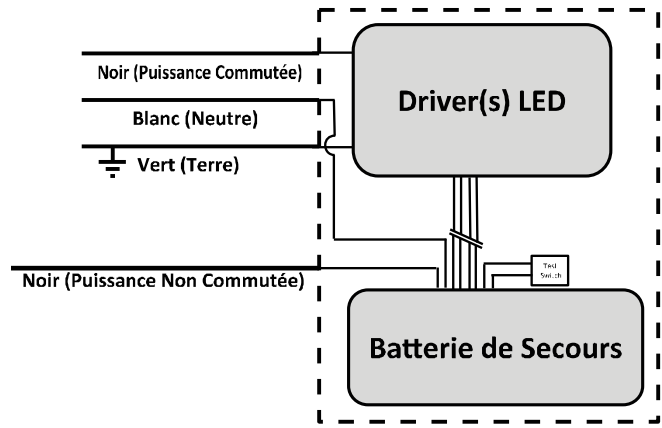 Noir (Puissance Commutée)
Driver(s) LED
Blanc (Neutre)
Vert (Terre)
Noir (Puissance Non Commutée)
Test
Switch
Batterie de Secours